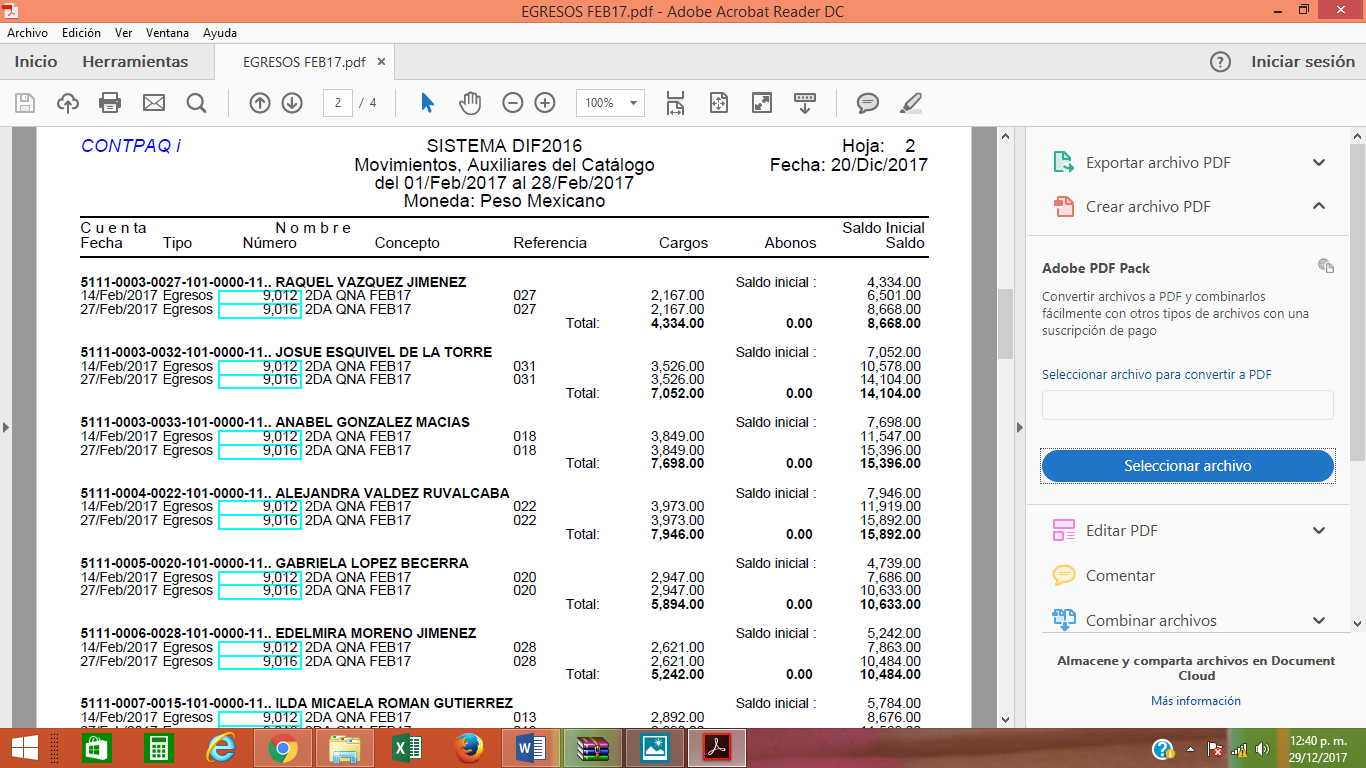 EGRESOS FEB17.pdf - Adobe Acrobat Reader DC
Archivo Edición Ver Ventana Ayuda
Inicio Herramientas EGRESOS FEB17.pdf × Iniciar sesión
2 / 4 100%
CONTPAQ i SISTEMA DIF2016 Hoja: 2
Movimientos, Auxiliares del Catálogo Fecha: 20/Dic/2017
del 01/Feb/2017 al 28/Feb/2017
Moneda: Peso Mexicano
C u e n t a N o m b r e Saldo Inicial
Fecha Tipo Número Concepto Referencia Cargos Abonos Saldo
5111-0003-0027-101-0000-11.. RAQUEL VAZQUEZ JIMENEZ Saldo inicial : 4,334.00
14/Feb/2017 Egresos 9,012 2DA QNA FEB17 027 2,167.00 6,501.00
27/Feb/2017 Egresos 9,016 2DA QNA FEB17 027 2,167.00 8,668.00
Total: 4,334.00 0.00 8,668.00
5111-0003-0032-101-0000-11.. JOSUE ESQUIVEL DE LA TORRE Saldo inicial : 7,052.00
14/Feb/2017 Egresos 9,012 2DA QNA FEB17 031 3,526.00 10,578.00
27/Feb/2017 Egresos 9,016 2DA QNA FEB17 031 3,526.00 14,104.00
Total: 7,052.00 0.00 14,104.00
5111-0003-0033-101-0000-11.. ANABEL GONZALEZ MACIAS Saldo inicial : 7,698.00
14/Feb/2017 Egresos 9,012 2DA QNA FEB17 018 3,849.00 11,547.00
27/Feb/2017 Egresos 9,016 2DA QNA FEB17 018 3,849.00 15,396.00
Total: 7,698.00 0.00 15,396.00
5111-0004-0022-101-0000-11.. ALEJANDRA VALDEZ RUVALCABA Saldo inicial : 7,946.00
14/Feb/2017 Egresos 9,012 2DA QNA FEB17 022 3,973.00 11,919.00
27/Feb/2017 Egresos 9,016 2DA QNA FEB17 022 3,973.00 15,892.00
Total: 7,946.00 0.00 15,892.00
5111-0005-0020-101-0000-11.. GABRIELA LOPEZ BECERRA Saldo inicial : 4,739.00
14/Feb/2017 Egresos 9,012 2DA QNA FEB17 020 2,947.00 7,686.00
27/Feb/2017 Egresos 9,016 2DA QNA FEB17 020 2,947.00 10,633.00
Total: 5,894.00 0.00 10,633.00
5111-0006-0028-101-0000-11.. EDELMIRA MORENO JIMENEZ Saldo inicial : 5,242.00
14/Feb/2017 Egresos 9,012 2DA QNA FEB17 028 2,621.00 7,863.00
27/Feb/2017 Egresos 9,016 2DA QNA FEB17 028 2,621.00 10,484.00
Total: 5,242.00 0.00 10,484.00
5111-0007-0015-101-0000-11.. ILDA MICAELA ROMAN GUTIERREZ Saldo inicial : 5,784.00
14/Feb/2017 Egresos 9,012 2DA QNA FEB17 013 2,892.00 8,676.00
Exportar archivo PDF
Crear archivo PDF
Adobe PDF Pack
Convertir archivos a PDF y combinarlos
fácilmente con otros tipos de archivos con una
suscripción de pago
Seleccionar archivo para convertir a PDF
Seleccionar archivo
Editar PDF
Comentar
Combinar archivos
Almacene y comparta archivos en Document
Cloud
Más información
12:40 p. m.
29/12/2017